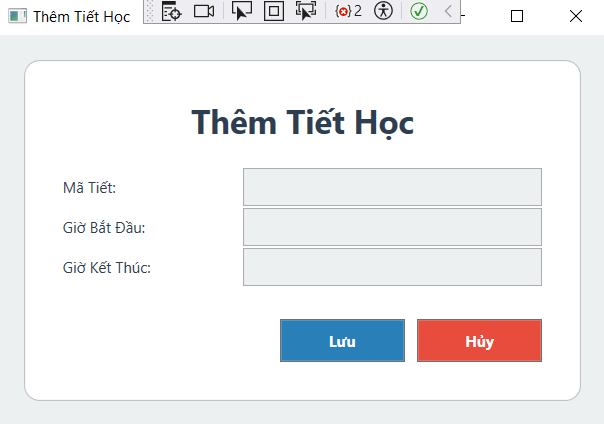 Thêm Tiết Học
2
Thêm Tiết Học
Mã Tiết:
Giờ Bắt Đầu:
Giờ Kết Thúc:
Lưu
Hủy